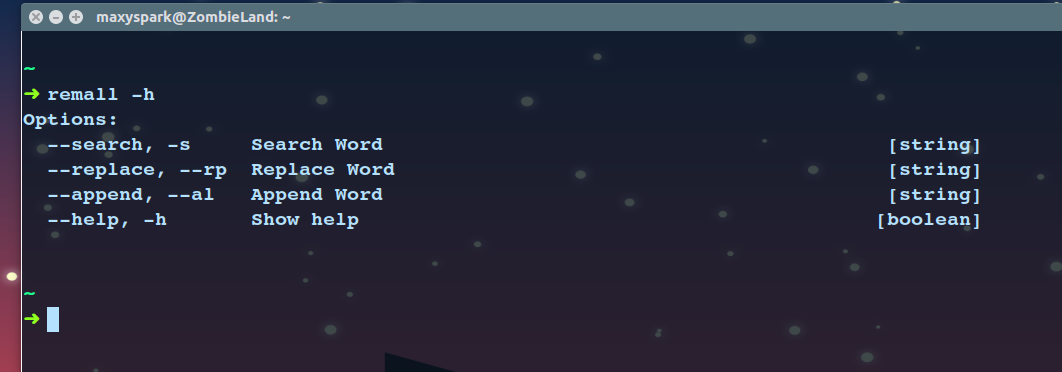 maxyspark@ZombieLand: ~
~
➜ remall -h
Options:
--search, -s Search Word [string]
--replace, --rp Replace Word [string]
--append, --al Append Word [string]
--help, -h Show help [boolean]
~
➜